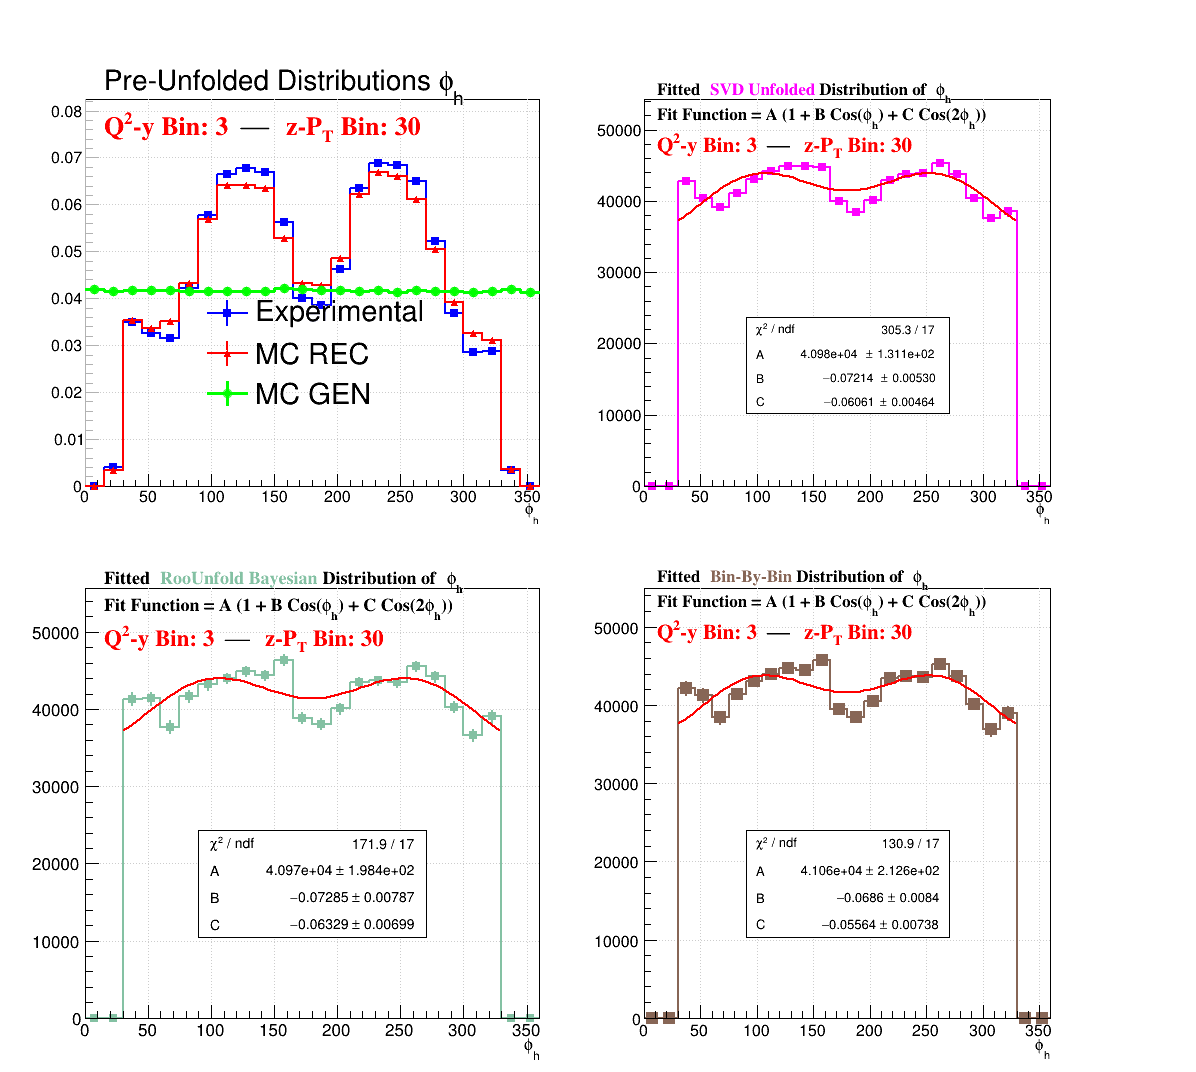 Pre-Unfolded Distributions ϕh
Q2-y Bin: 3 — z-PT Bin: 30
0.08
0.07
0.06
0.05
0.04
0.03
0.02
0.01
0
Experimental
MC REC
MC GEN
0 50 100 150 200 250 300 350
ϕh
Fitted SVD Unfolded Distribution of ϕh
Fit Function = A (1 + B Cos(ϕh) + C Cos(2ϕh))
Q2-y Bin: 3 — z-PT Bin: 30
50000
40000
30000
20000
10000
0
χ2 / ndf 305.3 / 17
A 4.098e+04 ± 1.311e+02
B −0.07214 ± 0.00530
C −0.06061 ± 0.00464
0 50 100 150 200 250 300 350
ϕh
Fitted RooUnfold Bayesian Distribution of ϕh
Fit Function = A (1 + B Cos(ϕh) + C Cos(2ϕh))
Q2-y Bin: 3 — z-PT Bin: 30
50000
40000
30000
20000
10000
0
χ2 / ndf 171.9 / 17
A 4.097e+04 ± 1.984e+02
B −0.07285 ± 0.00787
C −0.06329 ± 0.00699
0 50 100 150 200 250 300 350
ϕh
Fitted Bin-By-Bin Distribution of ϕh
Fit Function = A (1 + B Cos(ϕh) + C Cos(2ϕh))
Q2-y Bin: 3 — z-PT Bin: 30
50000
40000
30000
20000
10000
0
χ2 / ndf 130.9 / 17
A 4.106e+04 ± 2.126e+02
B −0.0686 ± 0.0084
C −0.05564 ± 0.00738
0 50 100 150 200 250 300 350
ϕh